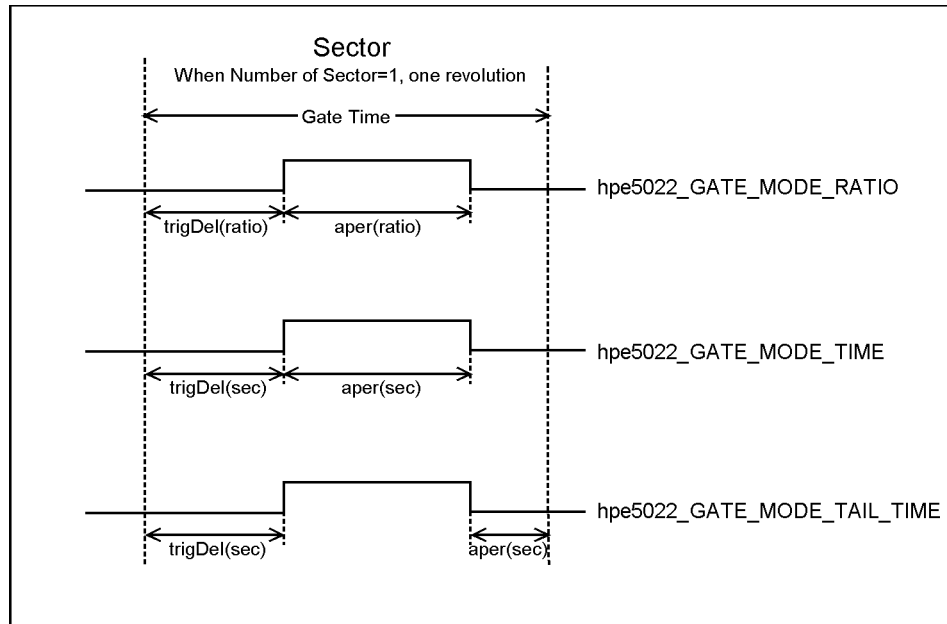 Sector
When Number of Sector=1, one revolution
Gate Time
hpe5022_GATE_MODE_RATIO
trigDel(ratio)
aper(ratio)
hpe5022_GATE_MODE_TIME
trigDel(sec)
aper(sec)
hpe5022_GATE_MODE_TAIL_TIME
trigDel(sec)
aper(sec)